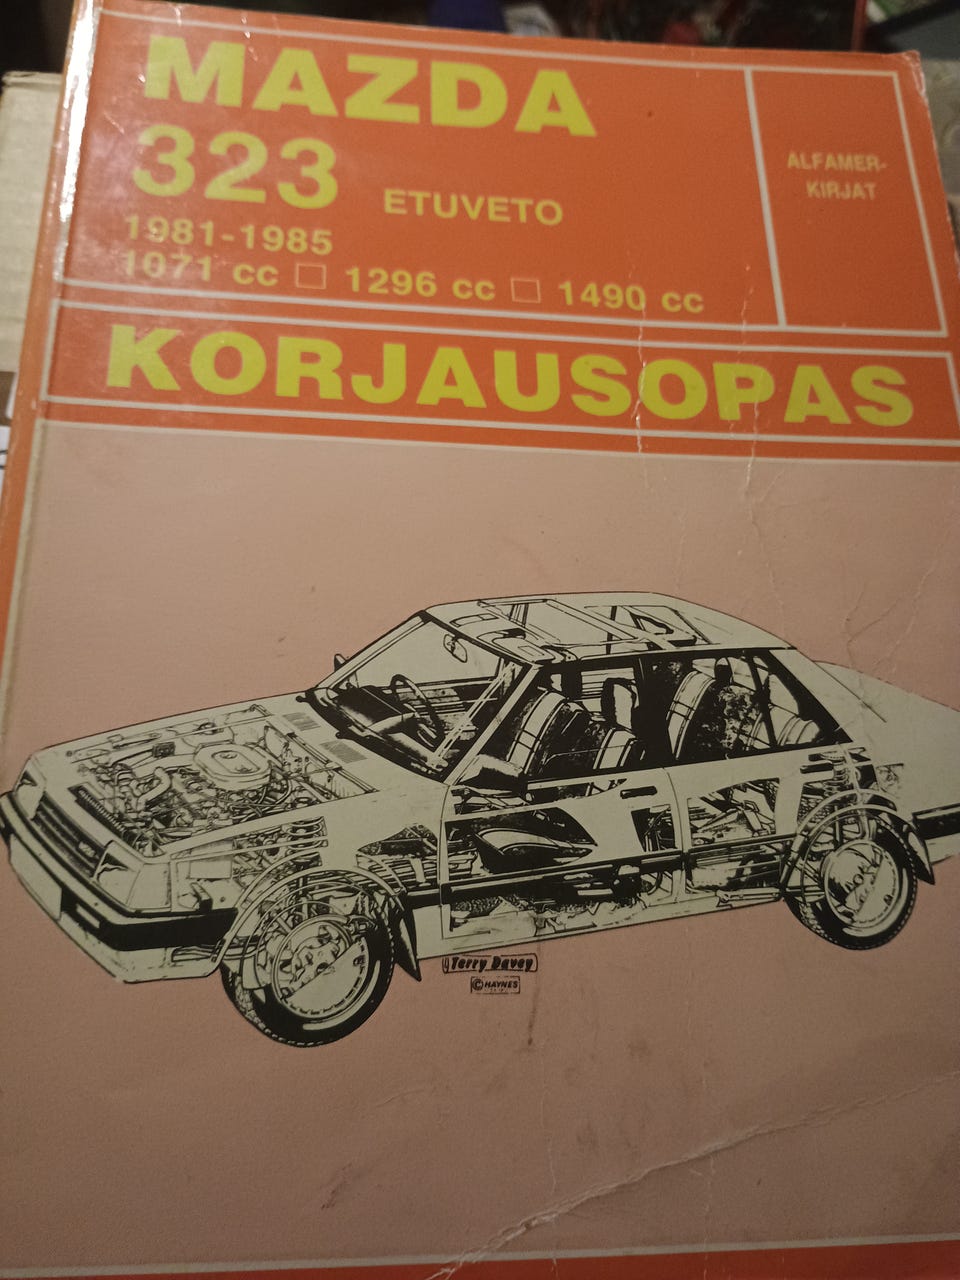 MAZDA
323 ETUVETO
1981-1985
1071 cc □ 1296 cc □ 1490 cc
ALFAMER-
KIRJAT
KORJAUSOPAS
Terry Davey
© HAYNES